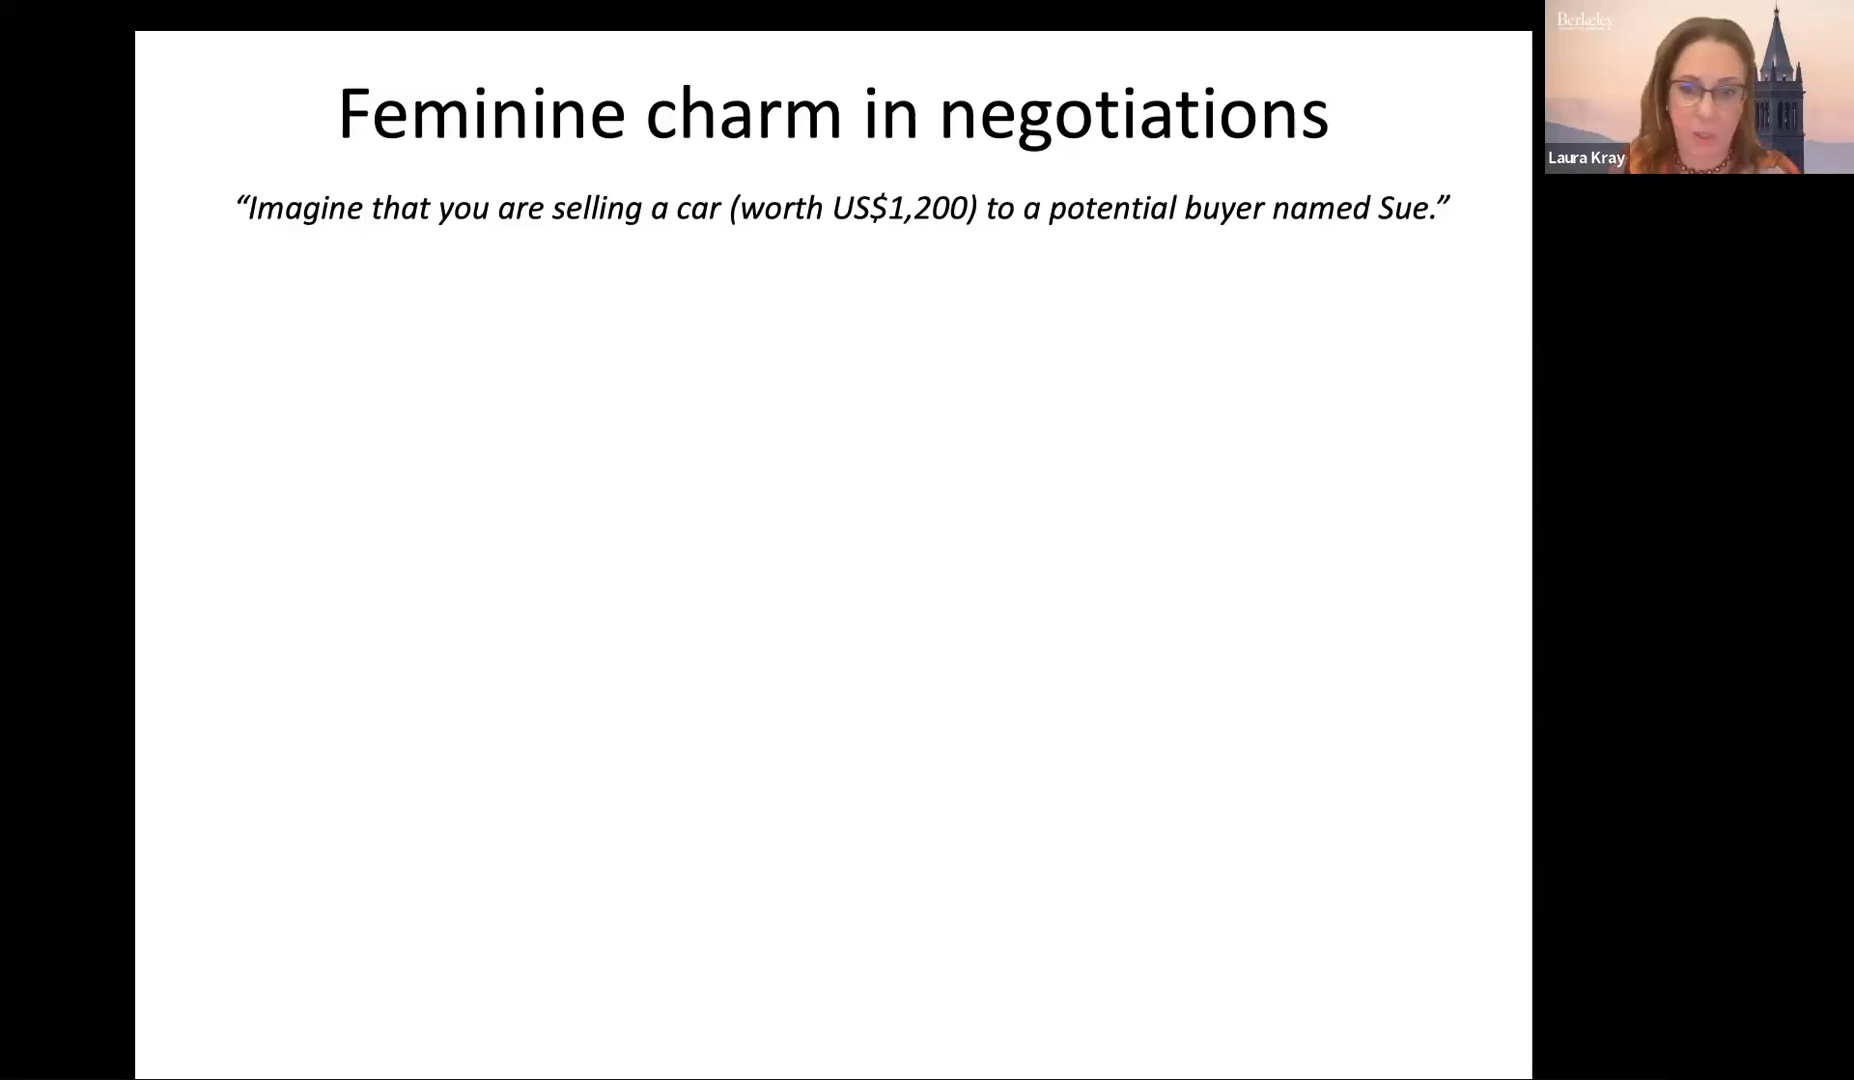 Feminine charm in negotiations
“Imagine that you are selling a car (worth US$1,200) to a potential buyer named Sue.”
Berkeley
Laura Kray